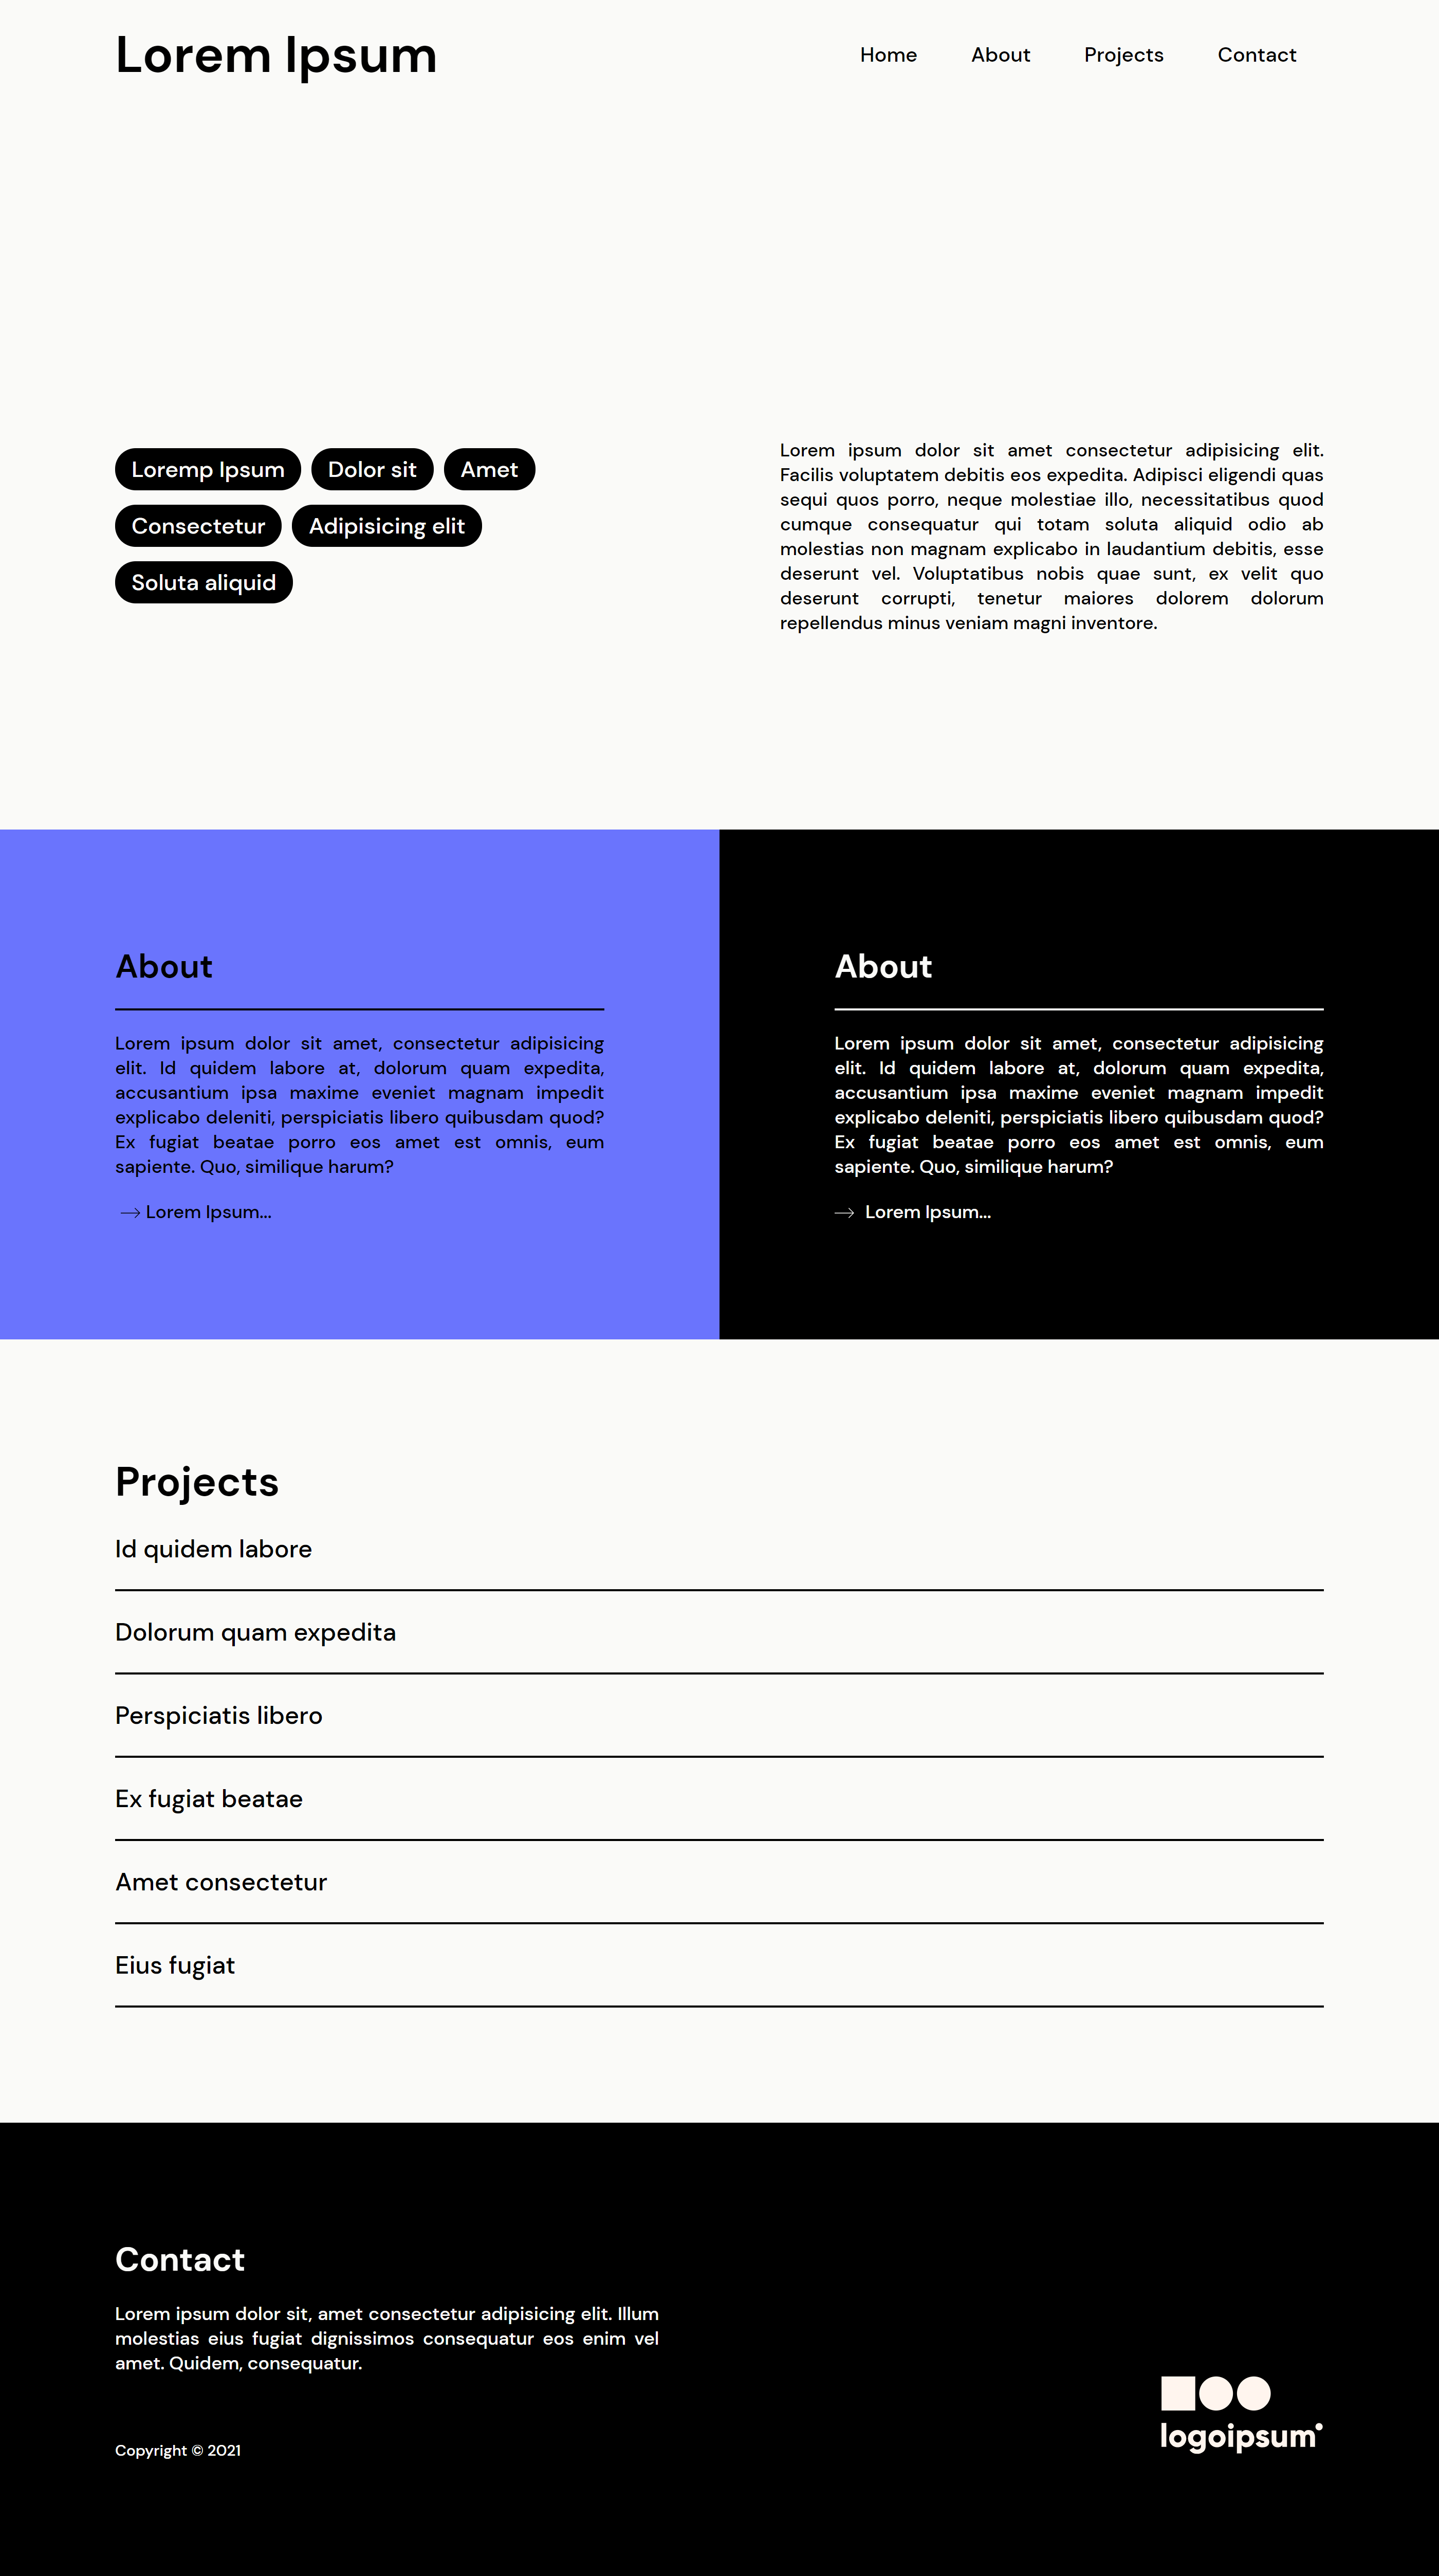 Lorem Ipsum
Home About Projects Contact
Loremp Ipsum Dolor sit Amet
Consectetur Adipisicing elit
Soluta aliquid
Lorem ipsum dolor sit amet consectetur adipisicing elit.
Facilis voluptatem debitis eos expedita. Adipisci eligendi quas
sequi quos porro, neque molestiae illo, necessitatibus quod
cumque consequatur qui totam soluta aliquid odio ab
molestias non magnam explicabo in laudantium debitis, esse
deserunt vel. Voluptatibus nobis quae sunt, ex velit quo
deserunt corrupti, tenetur maiores dolorem dolorum
repellendus minus veniam magni inventore.
About
Lorem ipsum dolor sit amet, consectetur adipisicing
elit. Id quidem labore at, dolorum quam expedita,
accusantium ipsa maxime eveniet magnam impedit
explicabo deleniti, perspiciatis libero quibusdam quod?
Ex fugiat beatae porro eos amet est omnis, eum
sapiente. Quo, similique harum?
Lorem Ipsum...
About
Lorem ipsum dolor sit amet, consectetur adipisicing
elit. Id quidem labore at, dolorum quam expedita,
accusantium ipsa maxime eveniet magnam impedit
explicabo deleniti, perspiciatis libero quibusdam quod?
Ex fugiat beatae porro eos amet est omnis, eum
sapiente. Quo, similique harum?
Lorem Ipsum...
Projects
Id quidem labore
Dolorum quam expedita
Perspiciatis libero
Ex fugiat beatae
Amet consectetur
Eius fugiat
Contact
Lorem ipsum dolor sit, amet consectetur adipisicing elit. Illum
molestias eius fugiat dignissimos consequatur eos enim vel
amet. Quidem, consequatur.
Copyright © 2021
logoipsum